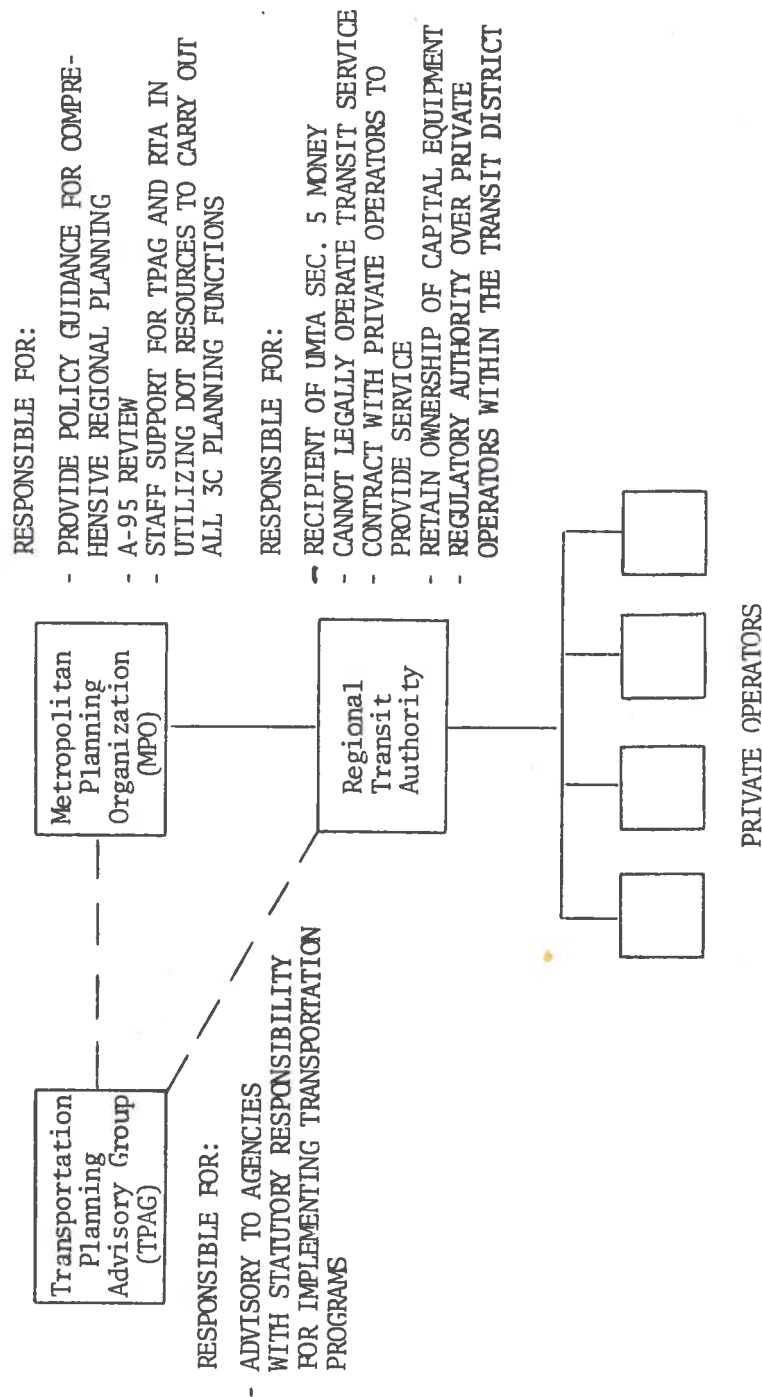 Transportation
Planning
Advisory Group
(TPAG)
RESPONSIBLE FOR:
- ADVISORY TO AGENCIES
WITH STATUTORY RESPONSIBILITY
FOR IMPLEMENTING TRANSPORTATION
PROGRAMS
Metropolitan
Planning
Organization
(MPO)
RESPONSIBLE FOR:
- PROVIDE POLICY GUIDANCE FOR COMPRE-
HENSIVE REGIONAL PLANNING
- A-95 REVIEW
- STAFF SUPPORT FOR TPAG AND RTA IN
UTILIZING DOT RESOURCES TO CARRY OUT
ALL 3C PLANNING FUNCTIONS
Regional
Transit
Authority
RESPONSIBLE FOR:
- RECIPIENT OF UMTA SEC. 5 MONEY
- CANNOT LEGALLY OPERATE TRANSIT SERVICE
- CONTRACT WITH PRIVATE OPERATORS TO
PROVIDE SERVICE
- RETAIN OWNERSHIP OF CAPITAL EQUIPMENT
- REGULATORY AUTHORITY OVER PRIVATE
OPERATORS WITHIN THE TRANSIT DISTRICT
PRIVATE OPERATORS